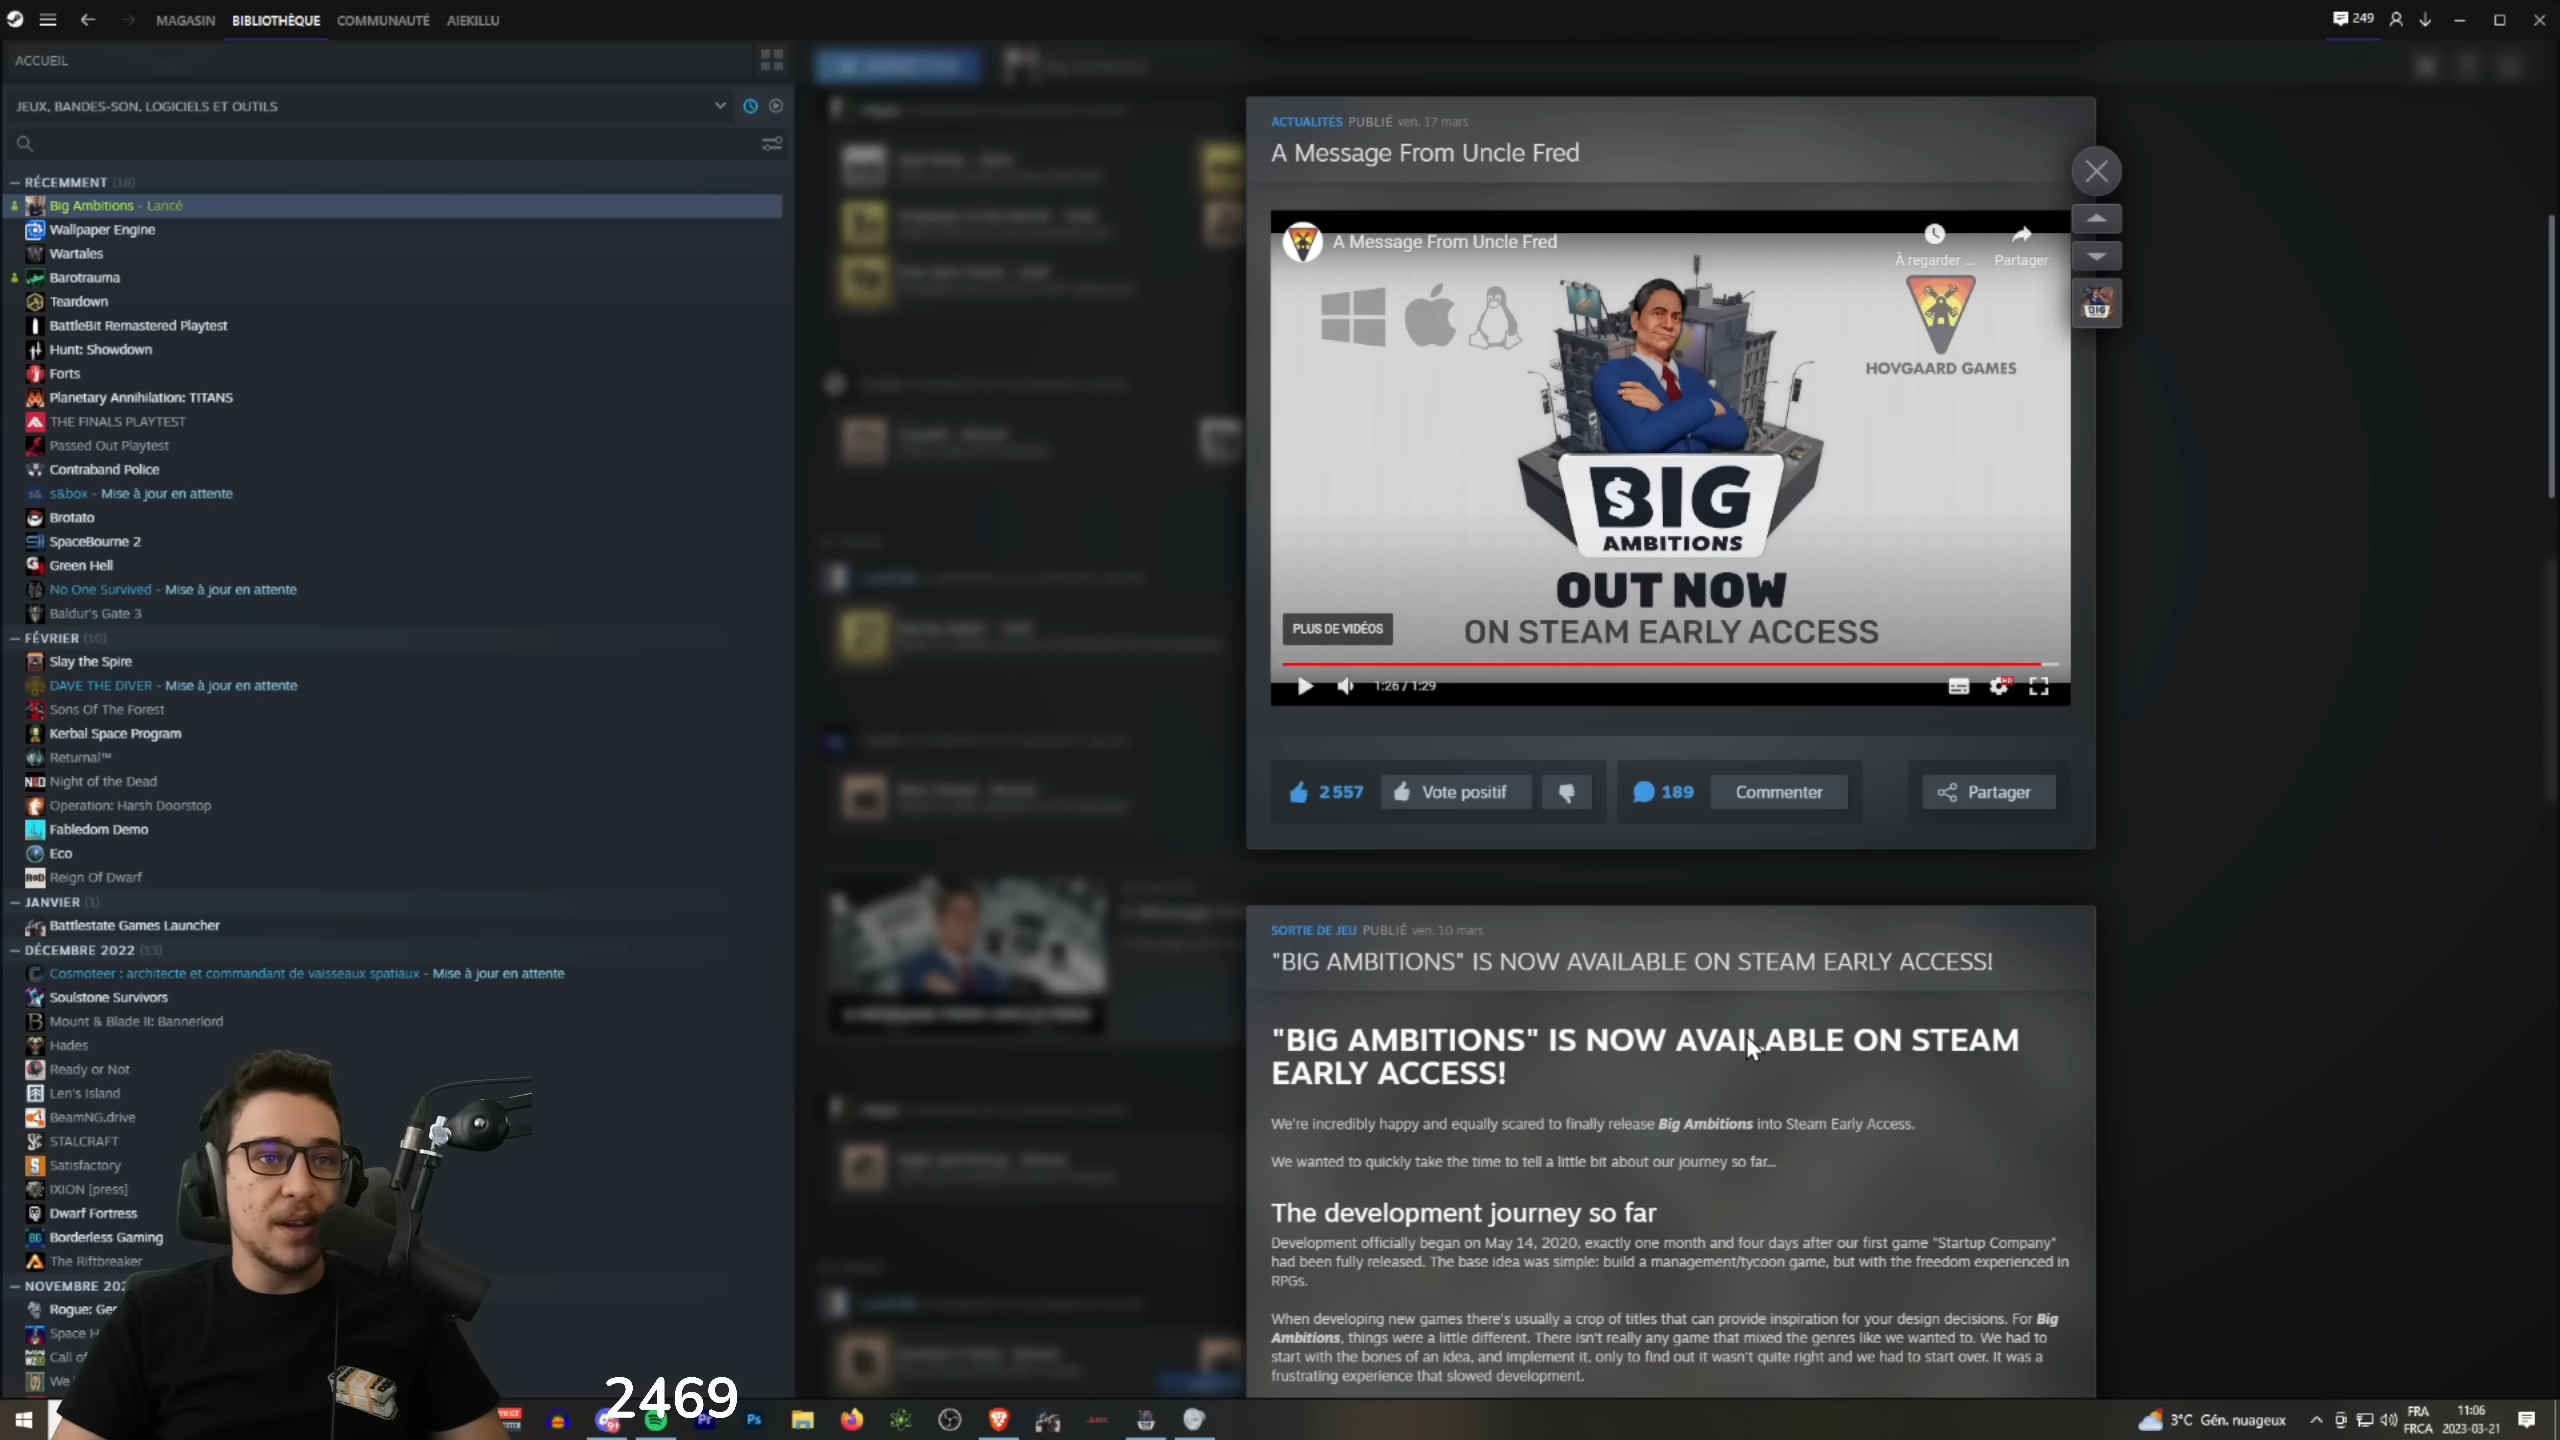 MAGASIN BIBLIOTHÈQUE COMMUNAUTÉ AIEKILLU
249
ACCUEIL
JEUX, BANDES-SON, LOGICIELS ET OUTILS
— RÉCEMMENT (18)
Big Ambitions - Lancé
Wallpaper Engine
Wartales
Barotrauma
Teardown
BattleBit Remastered Playtest
Hunt: Showdown
Forts
Planetary Annihilation: TITANS
THE FINALS PLAYTEST
Passed Out Playtest
Contraband Police
s&box - Mise à jour en attente
Brotato
SpaceBourne 2
Green Hell
No One Survived - Mise à jour en attente
Baldur's Gate 3
— FÉVRIER (10)
Slay the Spire
DAVE THE DIVER - Mise à jour en attente
Sons Of The Forest
Kerbal Space Program
Returnal™
Night of the Dead
Operation: Harsh Doorstop
Fabledom Demo
Eco
Reign Of Dwarf
— JANVIER (1)
Battlestate Games Launcher
— DÉCEMBRE 2022 (13)
Cosmoteer : architecte et commandant de vaisseaux spatiaux - Mise à jour en attente
Soulstone Survivors
Mount & Blade II: Bannerlord
Hades
Ready or Not
Len's Island
BeamNG.drive
STALCRAFT
Satisfactory
IXION [press]
Dwarf Fortress
Borderless Gaming
The Riftbreaker
— NOVEMBRE 202
Rogue: Ge
Space H
Call of
We
ACTUALITÉS PUBLIÉ ven. 17 mars
A Message From Uncle Fred
A Message From Uncle Fred
À regarder ... Partager
HOVGAARD GAMES
BIG
AMBITIONS
OUT NOW
ON STEAM EARLY ACCESS
PLUS DE VIDÉOS
1:26 / 1:29
HD
BIG
2 557 Vote positif 189 Commenter Partager
SORTIE DE JEU PUBLIÉ ven. 10 mars
"BIG AMBITIONS" IS NOW AVAILABLE ON STEAM EARLY ACCESS!
"BIG AMBITIONS" IS NOW AVAILABLE ON STEAM
EARLY ACCESS!
We're incredibly happy and equally scared to finally release Big Ambitions into Steam Early Access.
We wanted to quickly take the time to tell a little bit about our journey so far...
The development journey so far
Development officially began on May 14, 2020, exactly one month and four days after our first game "Startup Company"
had been fully released. The base idea was simple: build a management/tycoon game, but with the freedom experienced in
RPGs.
When developing new games there's usually a crop of titles that can provide inspiration for your design decisions. For Big
Ambitions, things were a little different. There isn't really any game that mixed the genres like we wanted to. We had to
start with the bones of an idea, and implement it, only to find out it wasn't quite right and we had to start over. It was a
frustrating experience that slowed development.
2469
Pr Ps
3°C Gén. nuageux
FRA
FRCA
11:06
2023-03-21